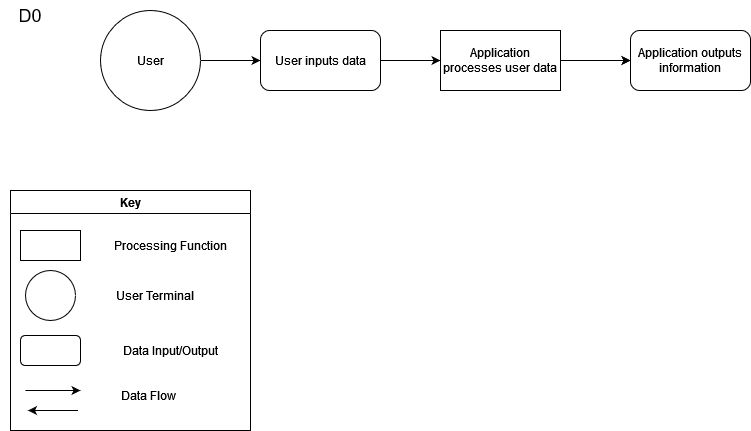 D0
User
User inputs data
Application
processes user data
Application outputs
information
Key
Processing Function
User Terminal
Data Input/Output
Data Flow